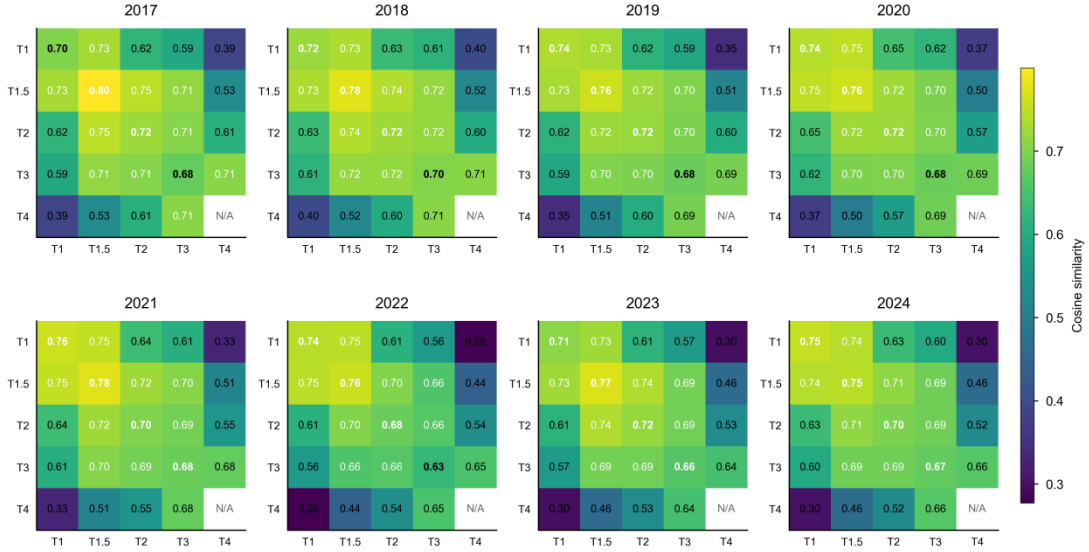 2017 2018 2019 2020
T1 0.70 0.73 0.62 0.59 0.39 T1 0.72 0.73 0.63 0.61 0.40 T1 0.74 0.73 0.62 0.59 0.35 T1 0.74 0.75 0.65 0.62 0.37
T1.5 0.73 0.80 0.75 0.71 0.53 T1.5 0.73 0.78 0.74 0.72 0.52 T1.5 0.73 0.76 0.72 0.70 0.51 T1.5 0.75 0.76 0.72 0.70 0.50
T2 0.62 0.75 0.72 0.71 0.61 T2 0.63 0.74 0.72 0.72 0.60 T2 0.62 0.72 0.72 0.70 0.60 T2 0.65 0.72 0.72 0.70 0.57
T3 0.59 0.71 0.71 0.68 0.71 T3 0.61 0.72 0.72 0.70 0.71 T3 0.59 0.70 0.70 0.68 0.69 T3 0.62 0.70 0.70 0.68 0.69
T4 0.39 0.53 0.61 0.71 N/A T4 0.40 0.52 0.60 0.71 N/A T4 0.35 0.51 0.60 0.69 N/A T4 0.37 0.50 0.57 0.69 N/A
T1 T1.5 T2 T3 T4 T1 T1.5 T2 T3 T4 T1 T1.5 T2 T3 T4 T1 T1.5 T2 T3 T4
2021 2022 2023 2024
T1 0.76 0.75 0.64 0.61 0.33 T1 0.74 0.75 0.61 0.56 0.28 T1 0.71 0.73 0.61 0.57 0.30 T1 0.75 0.74 0.63 0.60 0.30
T1.5 0.75 0.78 0.72 0.70 0.51 T1.5 0.75 0.76 0.70 0.66 0.44 T1.5 0.73 0.77 0.74 0.69 0.46 T1.5 0.74 0.75 0.71 0.69 0.46
T2 0.64 0.72 0.70 0.69 0.55 T2 0.61 0.70 0.68 0.66 0.54 T2 0.61 0.74 0.72 0.69 0.53 T2 0.63 0.71 0.70 0.69 0.52
T3 0.61 0.70 0.69 0.68 0.68 T3 0.56 0.66 0.66 0.63 0.65 T3 0.57 0.69 0.69 0.66 0.64 T3 0.60 0.69 0.69 0.67 0.66
T4 0.33 0.51 0.55 0.68 N/A T4 0.28 0.44 0.54 0.65 N/A T4 0.30 0.46 0.53 0.64 N/A T4 0.30 0.46 0.52 0.66 N/A
T1 T1.5 T2 T3 T4 T1 T1.5 T2 T3 T4 T1 T1.5 T2 T3 T4 T1 T1.5 T2 T3 T4
0.7
0.6
0.5
0.4
0.3
Cosine similarity